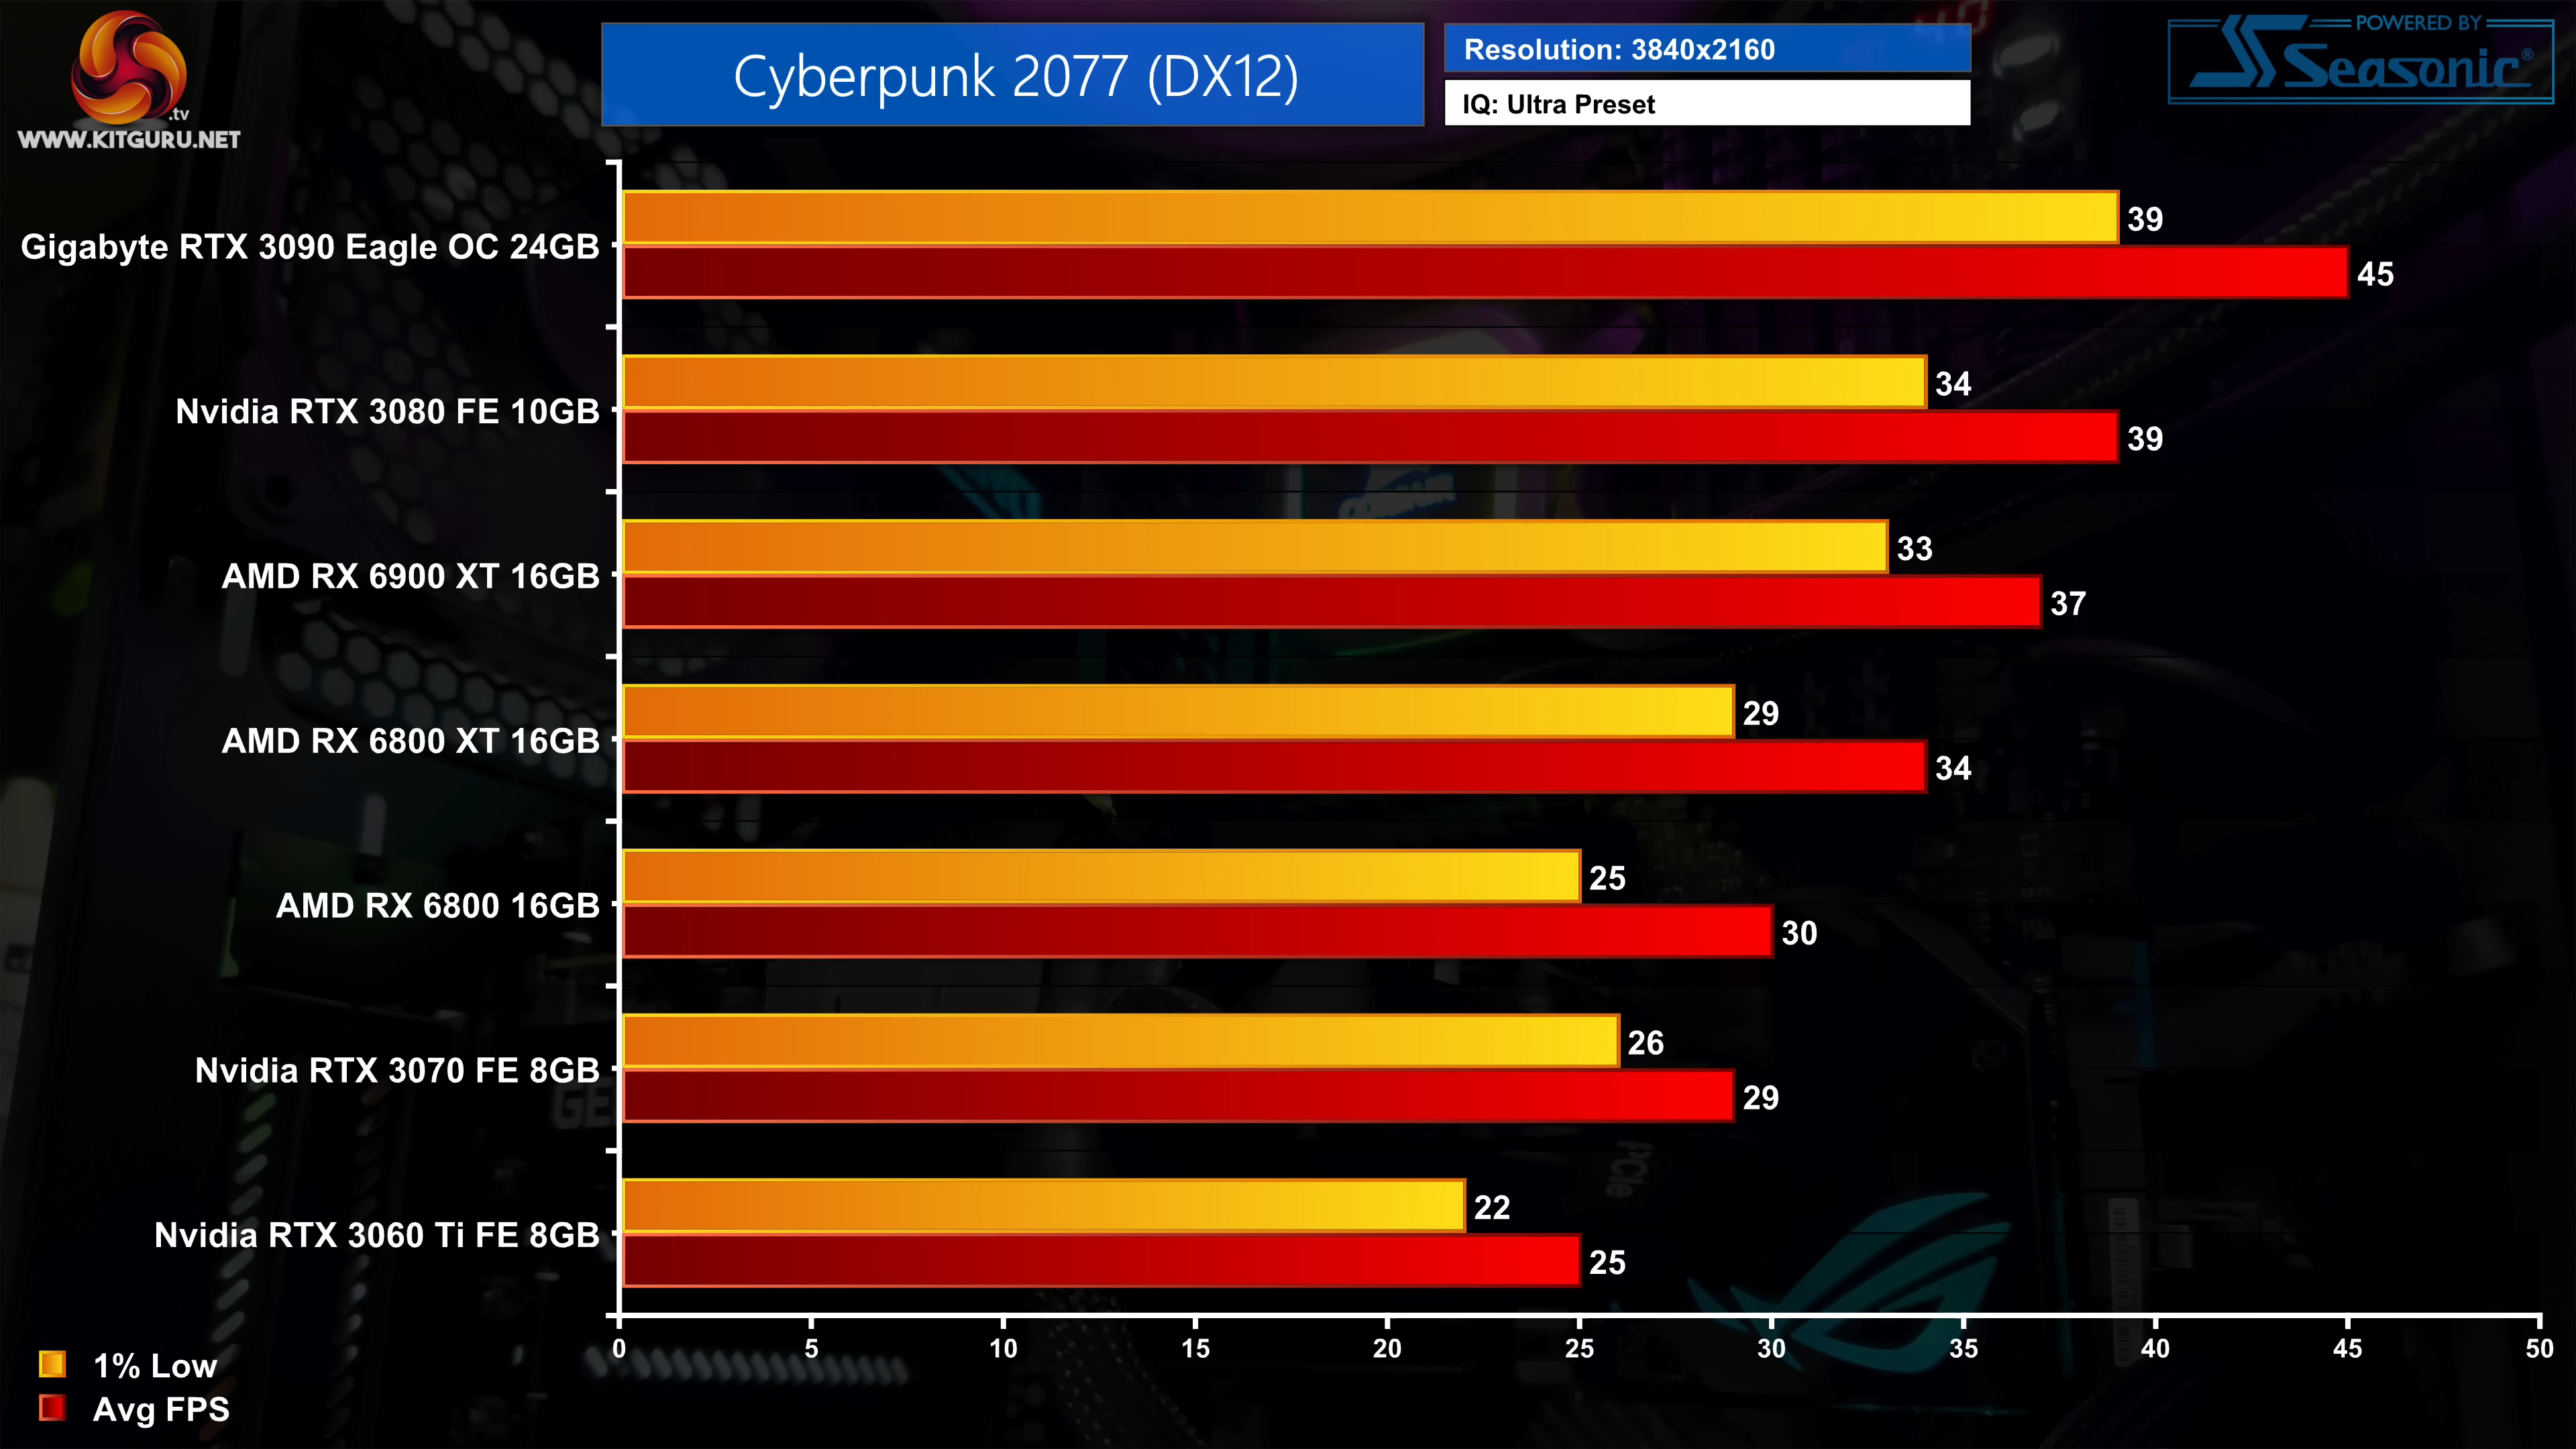 .tv
WWW.KITGURU.NET
Cyberpunk 2077 (DX12)
Resolution: 3840x2160
IQ: Ultra Preset
POWERED BY
Seasonic®
Gigabyte RTX 3090 Eagle OC 24GB
39
45
Nvidia RTX 3080 FE 10GB
34
39
AMD RX 6900 XT 16GB
33
37
AMD RX 6800 XT 16GB
29
34
AMD RX 6800 16GB
25
30
Nvidia RTX 3070 FE 8GB
26
29
Nvidia RTX 3060 Ti FE 8GB
22
25
PCIe
0 5 10 15 20 25 30 35 40 45 50
1% Low
Avg FPS